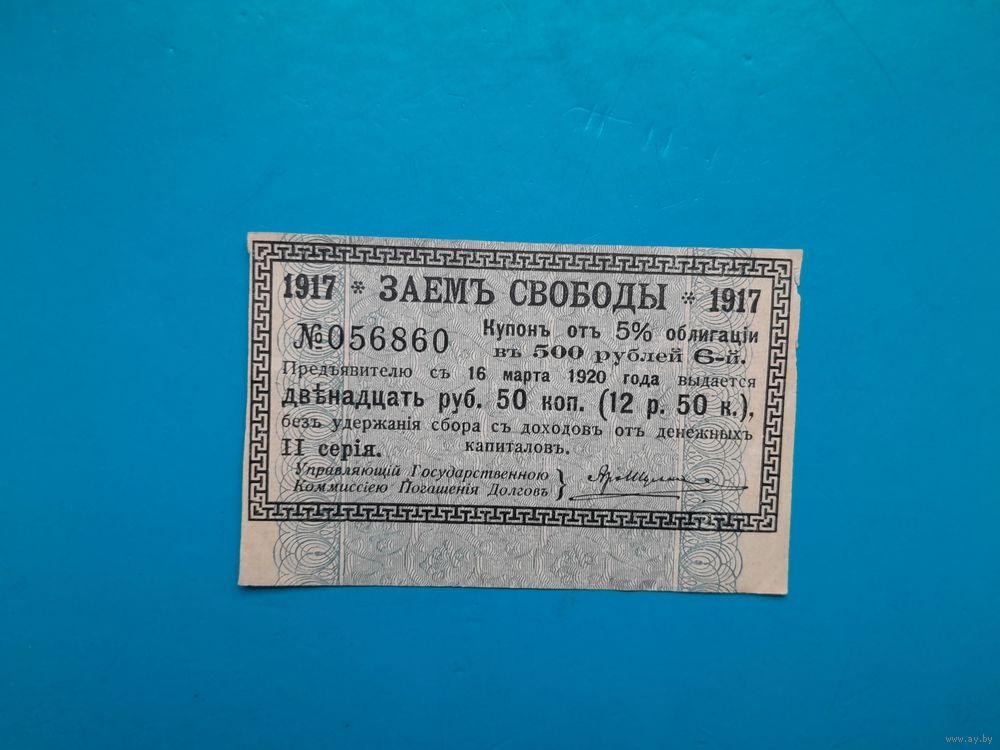 1917 * ЗАЕМЪ СВОБОДЫ * 1917
№056860
Купонъ отъ 5% облигаціи
въ 500 рублей 6-й.
Предъявителю съ 16 марта 1920 года выдается
двѣнадцать руб. 50 коп. (12 р. 50 к.),
безъ удержанія сбора съ доходовъ отъ денежныхъ
капиталовъ.
II серія.
Управляющій Государственною
Коммиссіею Погашенія Долговъ
www.ay.by